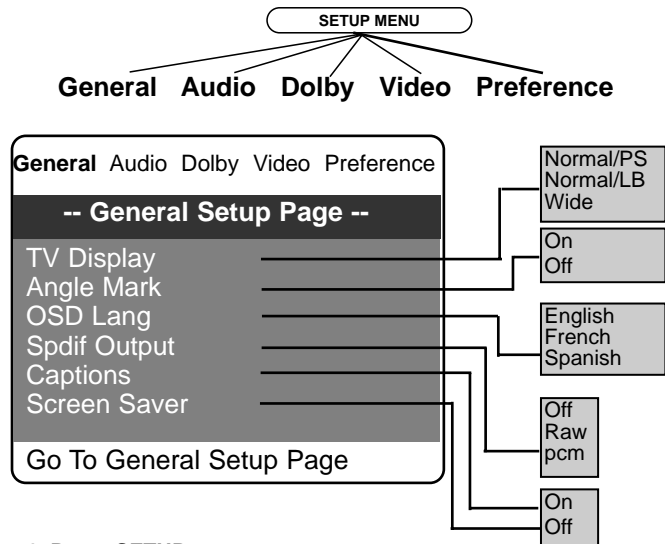 SETUP MENU
General Audio Dolby Video Preference
General Audio Dolby Video Preference
-- General Setup Page --
TV Display
Angle Mark
OSD Lang
Spdif Output
Captions
Screen Saver
Go To General Setup Page
Normal/PS
Normal/LB
Wide
On
Off
English
French
Spanish
Off
Raw
pcm
On
Off